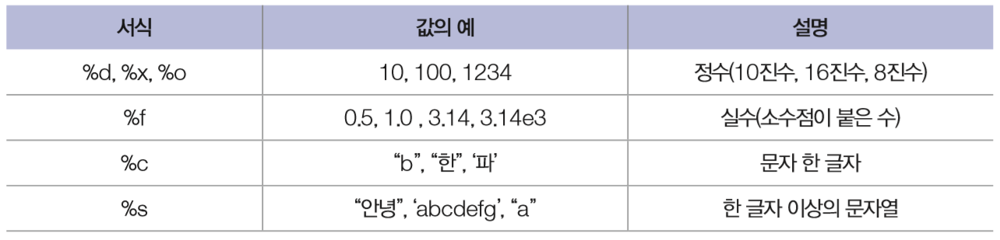 서식 값의 예 설명
%d, %x, %o 10, 100, 1234 정수(10진수, 16진수, 8진수)
%f 0.5, 1.0 , 3.14, 3.14e3 실수(소수점이 붙은 수)
%c “b”, “한”, ‘파’ 문자 한 글자
%s “안녕”, ‘abcdefg’, “a” 한 글자 이상의 문자열